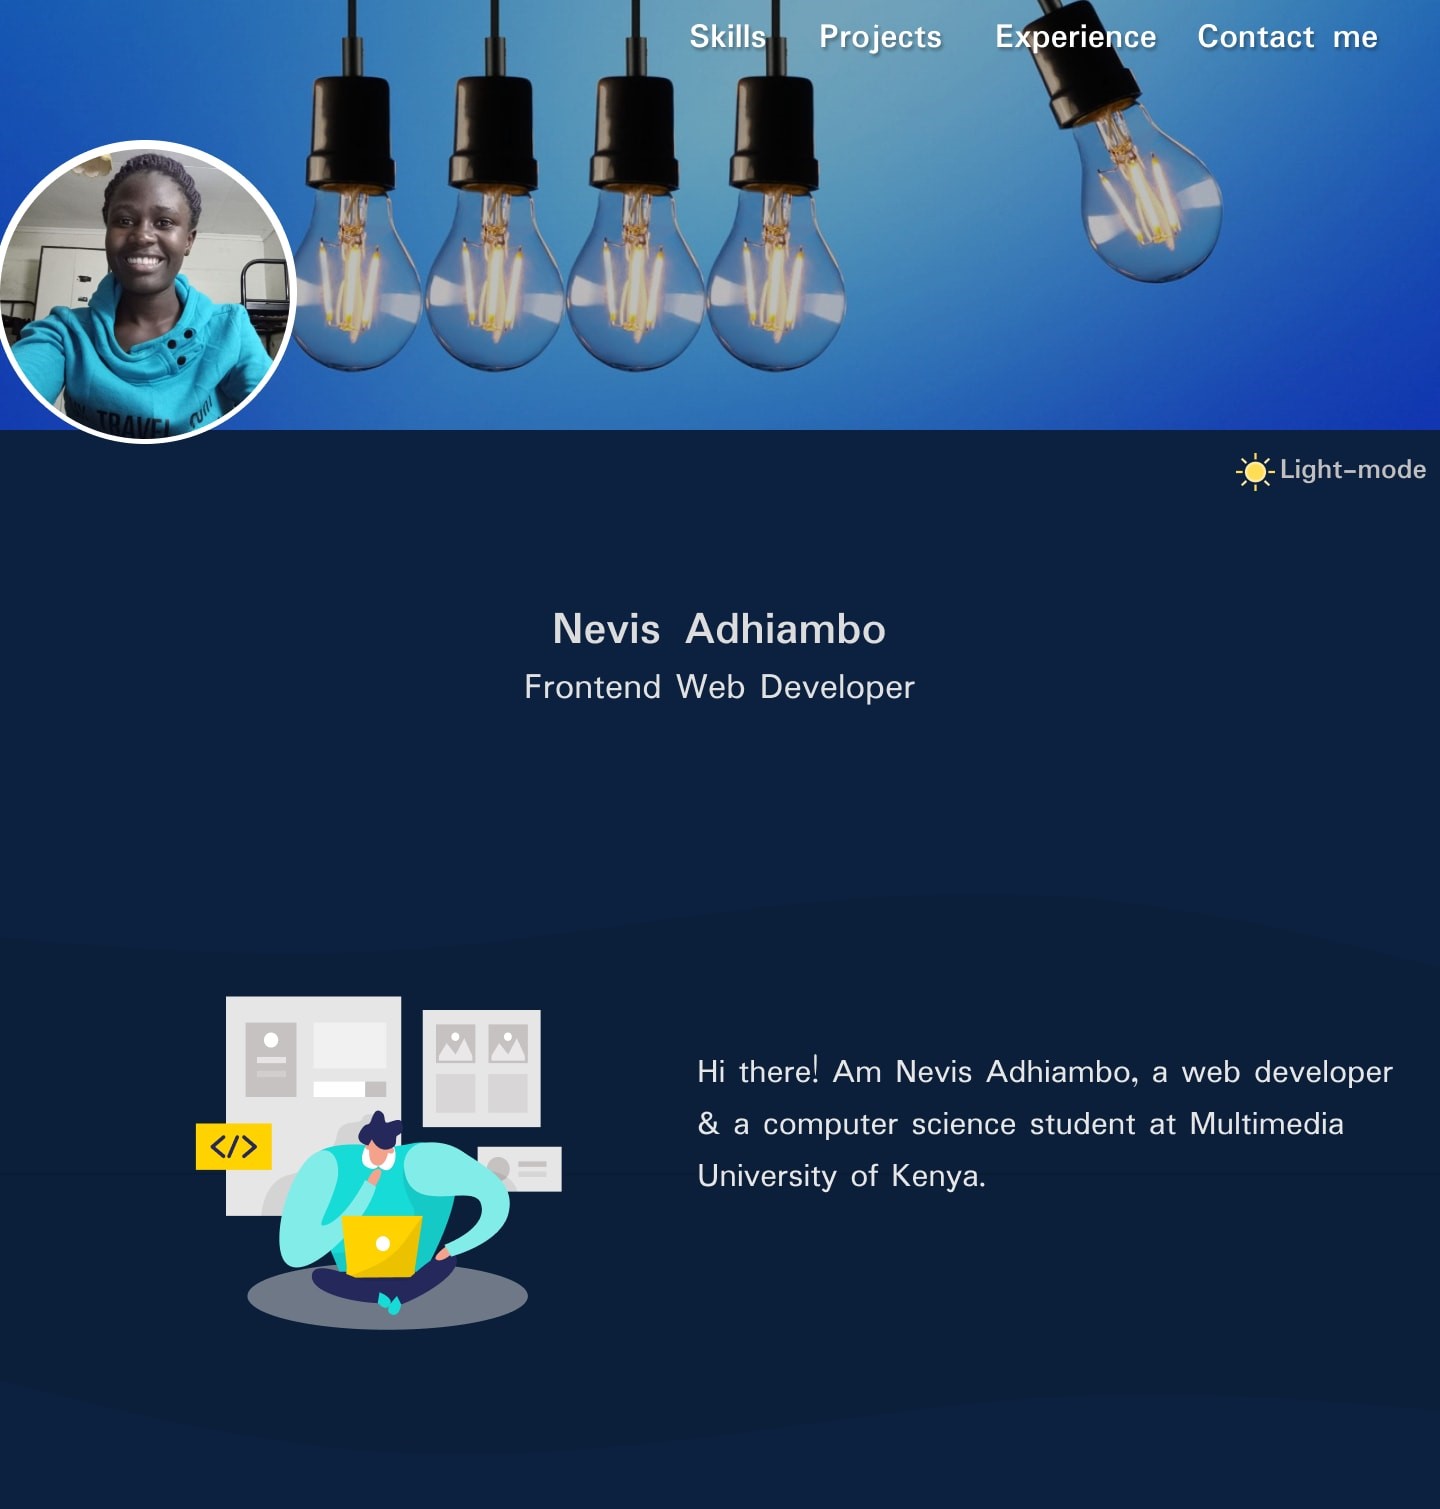 Skills Projects Experience Contact me
TRAVEL
Light-mode
Nevis Adhiambo
Frontend Web Developer
</>
Hi there! Am Nevis Adhiambo, a web developer
& a computer science student at Multimedia
University of Kenya.